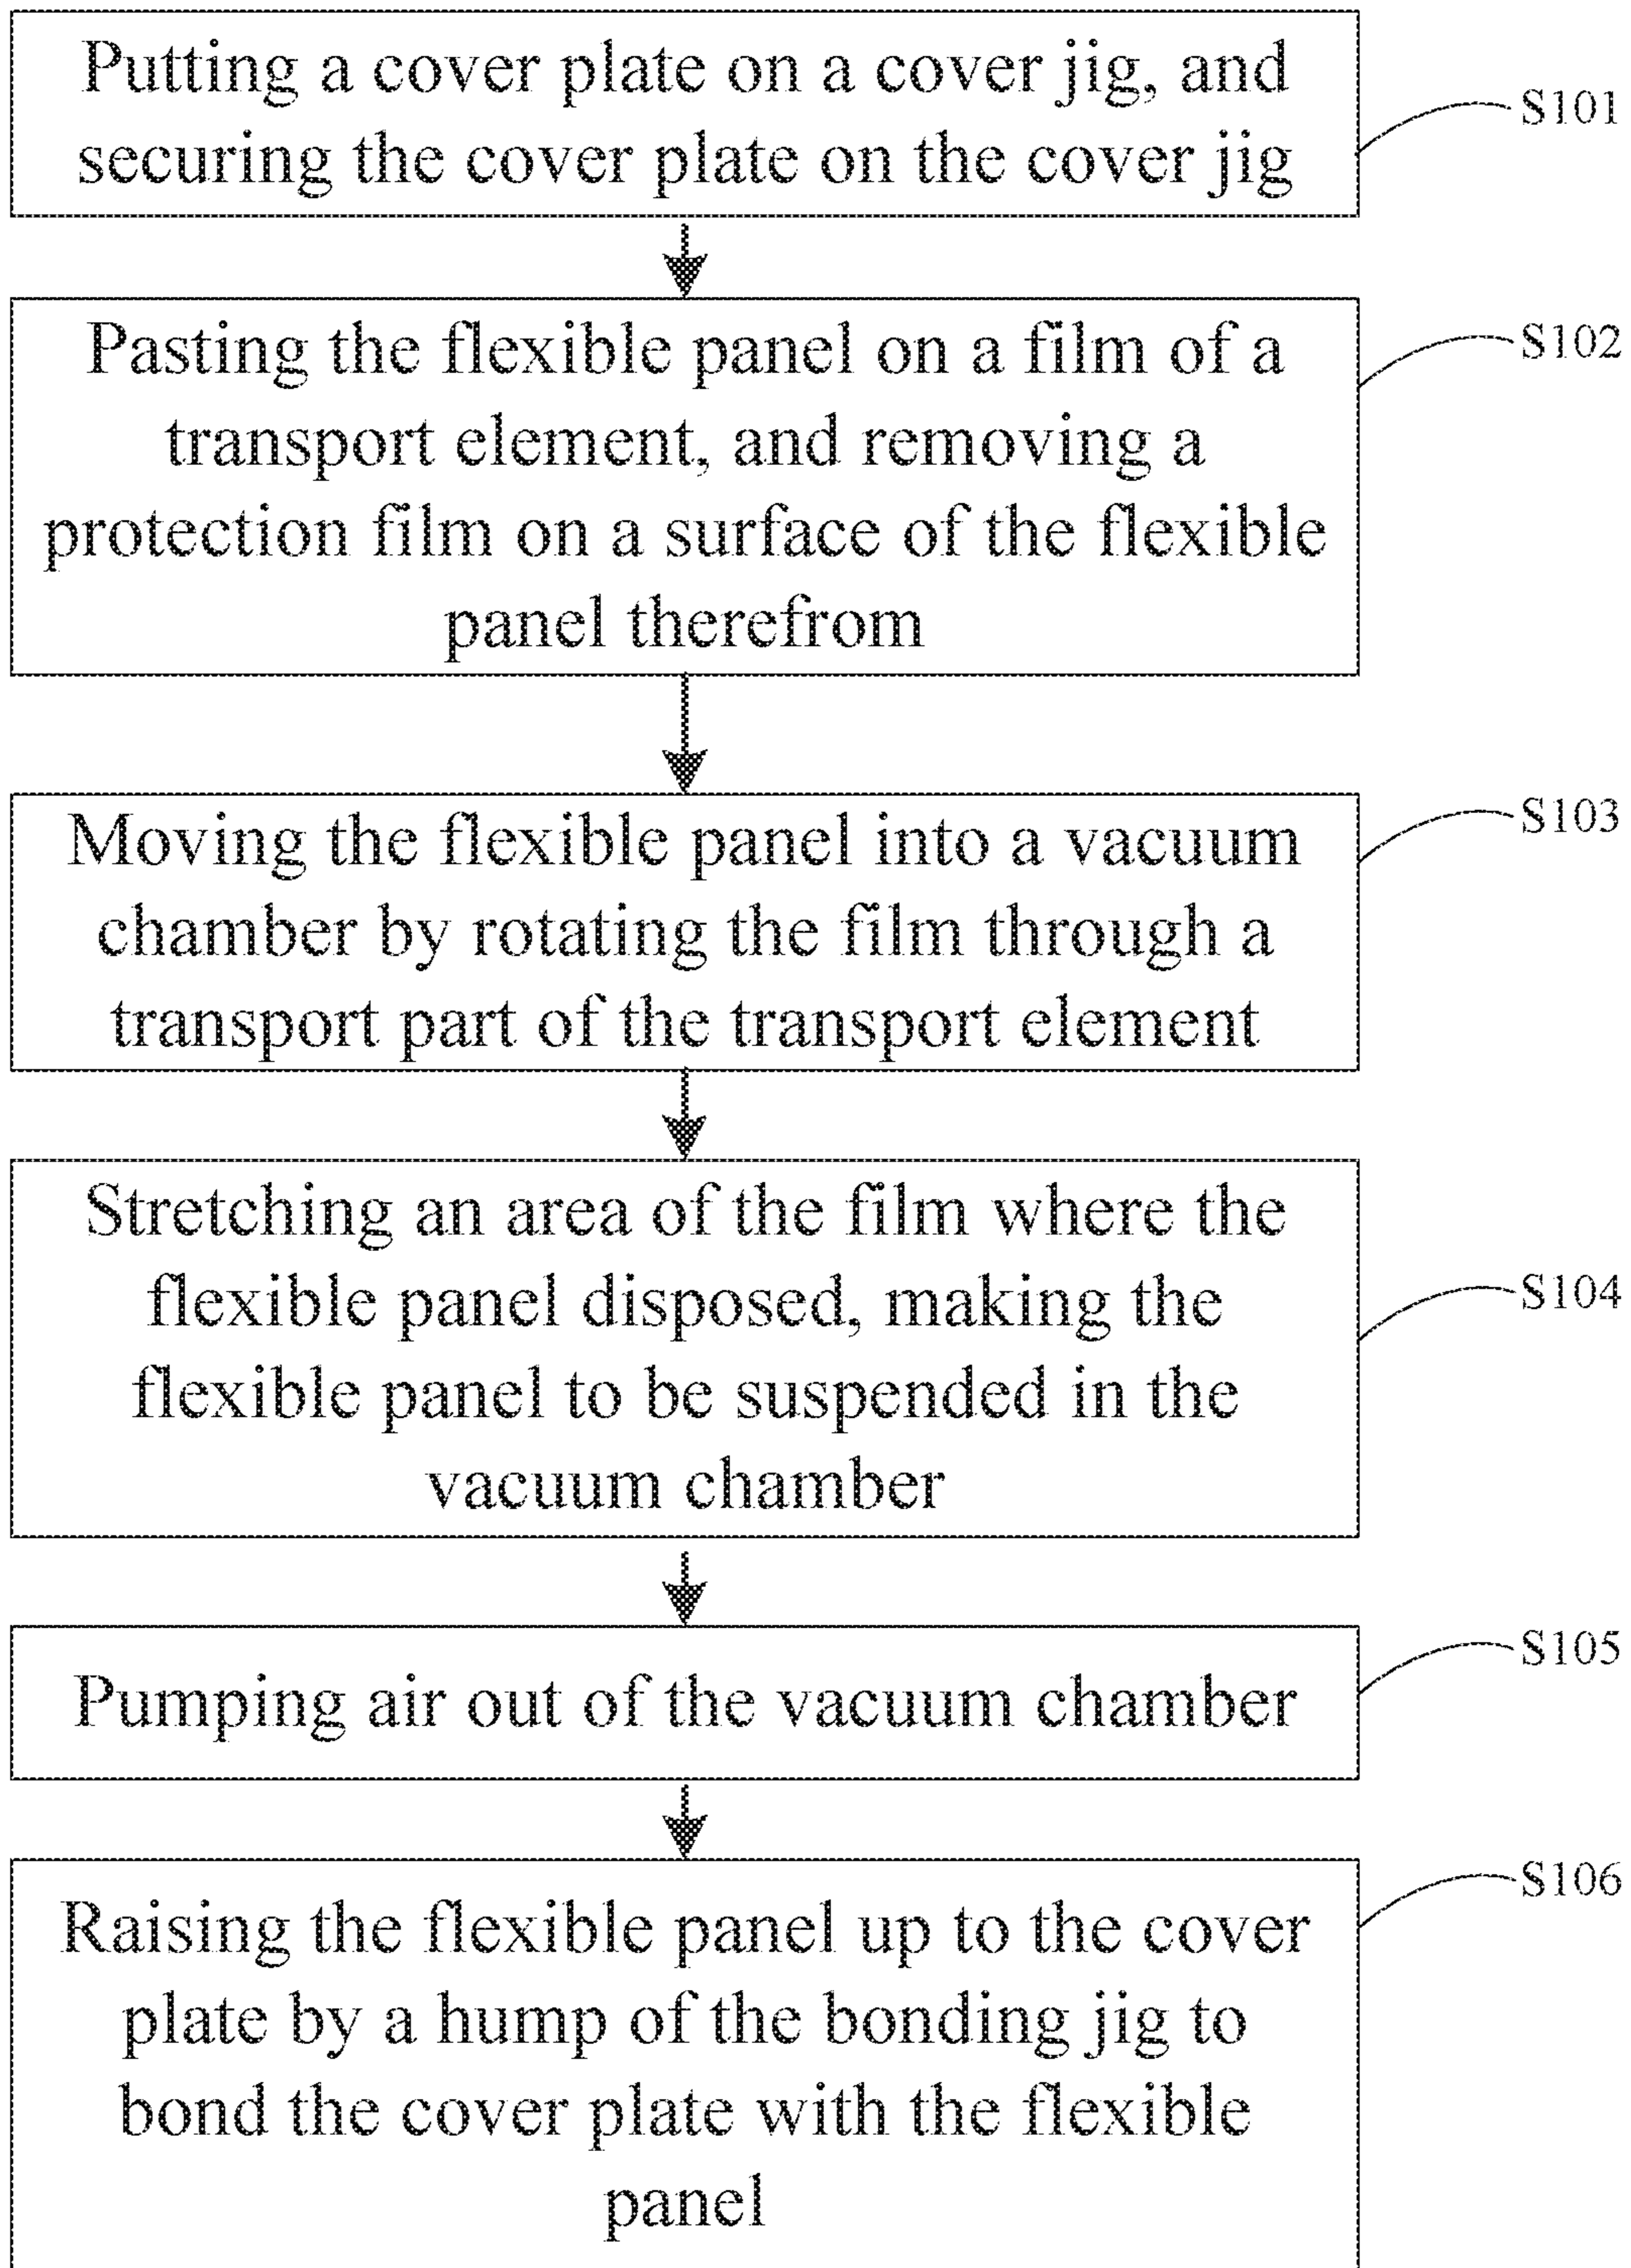 Putting a cover plate on a cover jig, and
securing the cover plate on the cover jig
S101
Pasting the flexible panel on a film of a
transport element, and removing a
protection film on a surface of the flexible
panel therefrom
S102
Moving the flexible panel into a vacuum
chamber by rotating the film through a
transport part of the transport element
S103
Stretching an area of the film where the
flexible panel disposed, making the
flexible panel to be suspended in the
vacuum chamber
S104
Pumping air out of the vacuum chamber
S105
Raising the flexible panel up to the cover
plate by a hump of the bonding jig to
bond the cover plate with the flexible
panel
S106